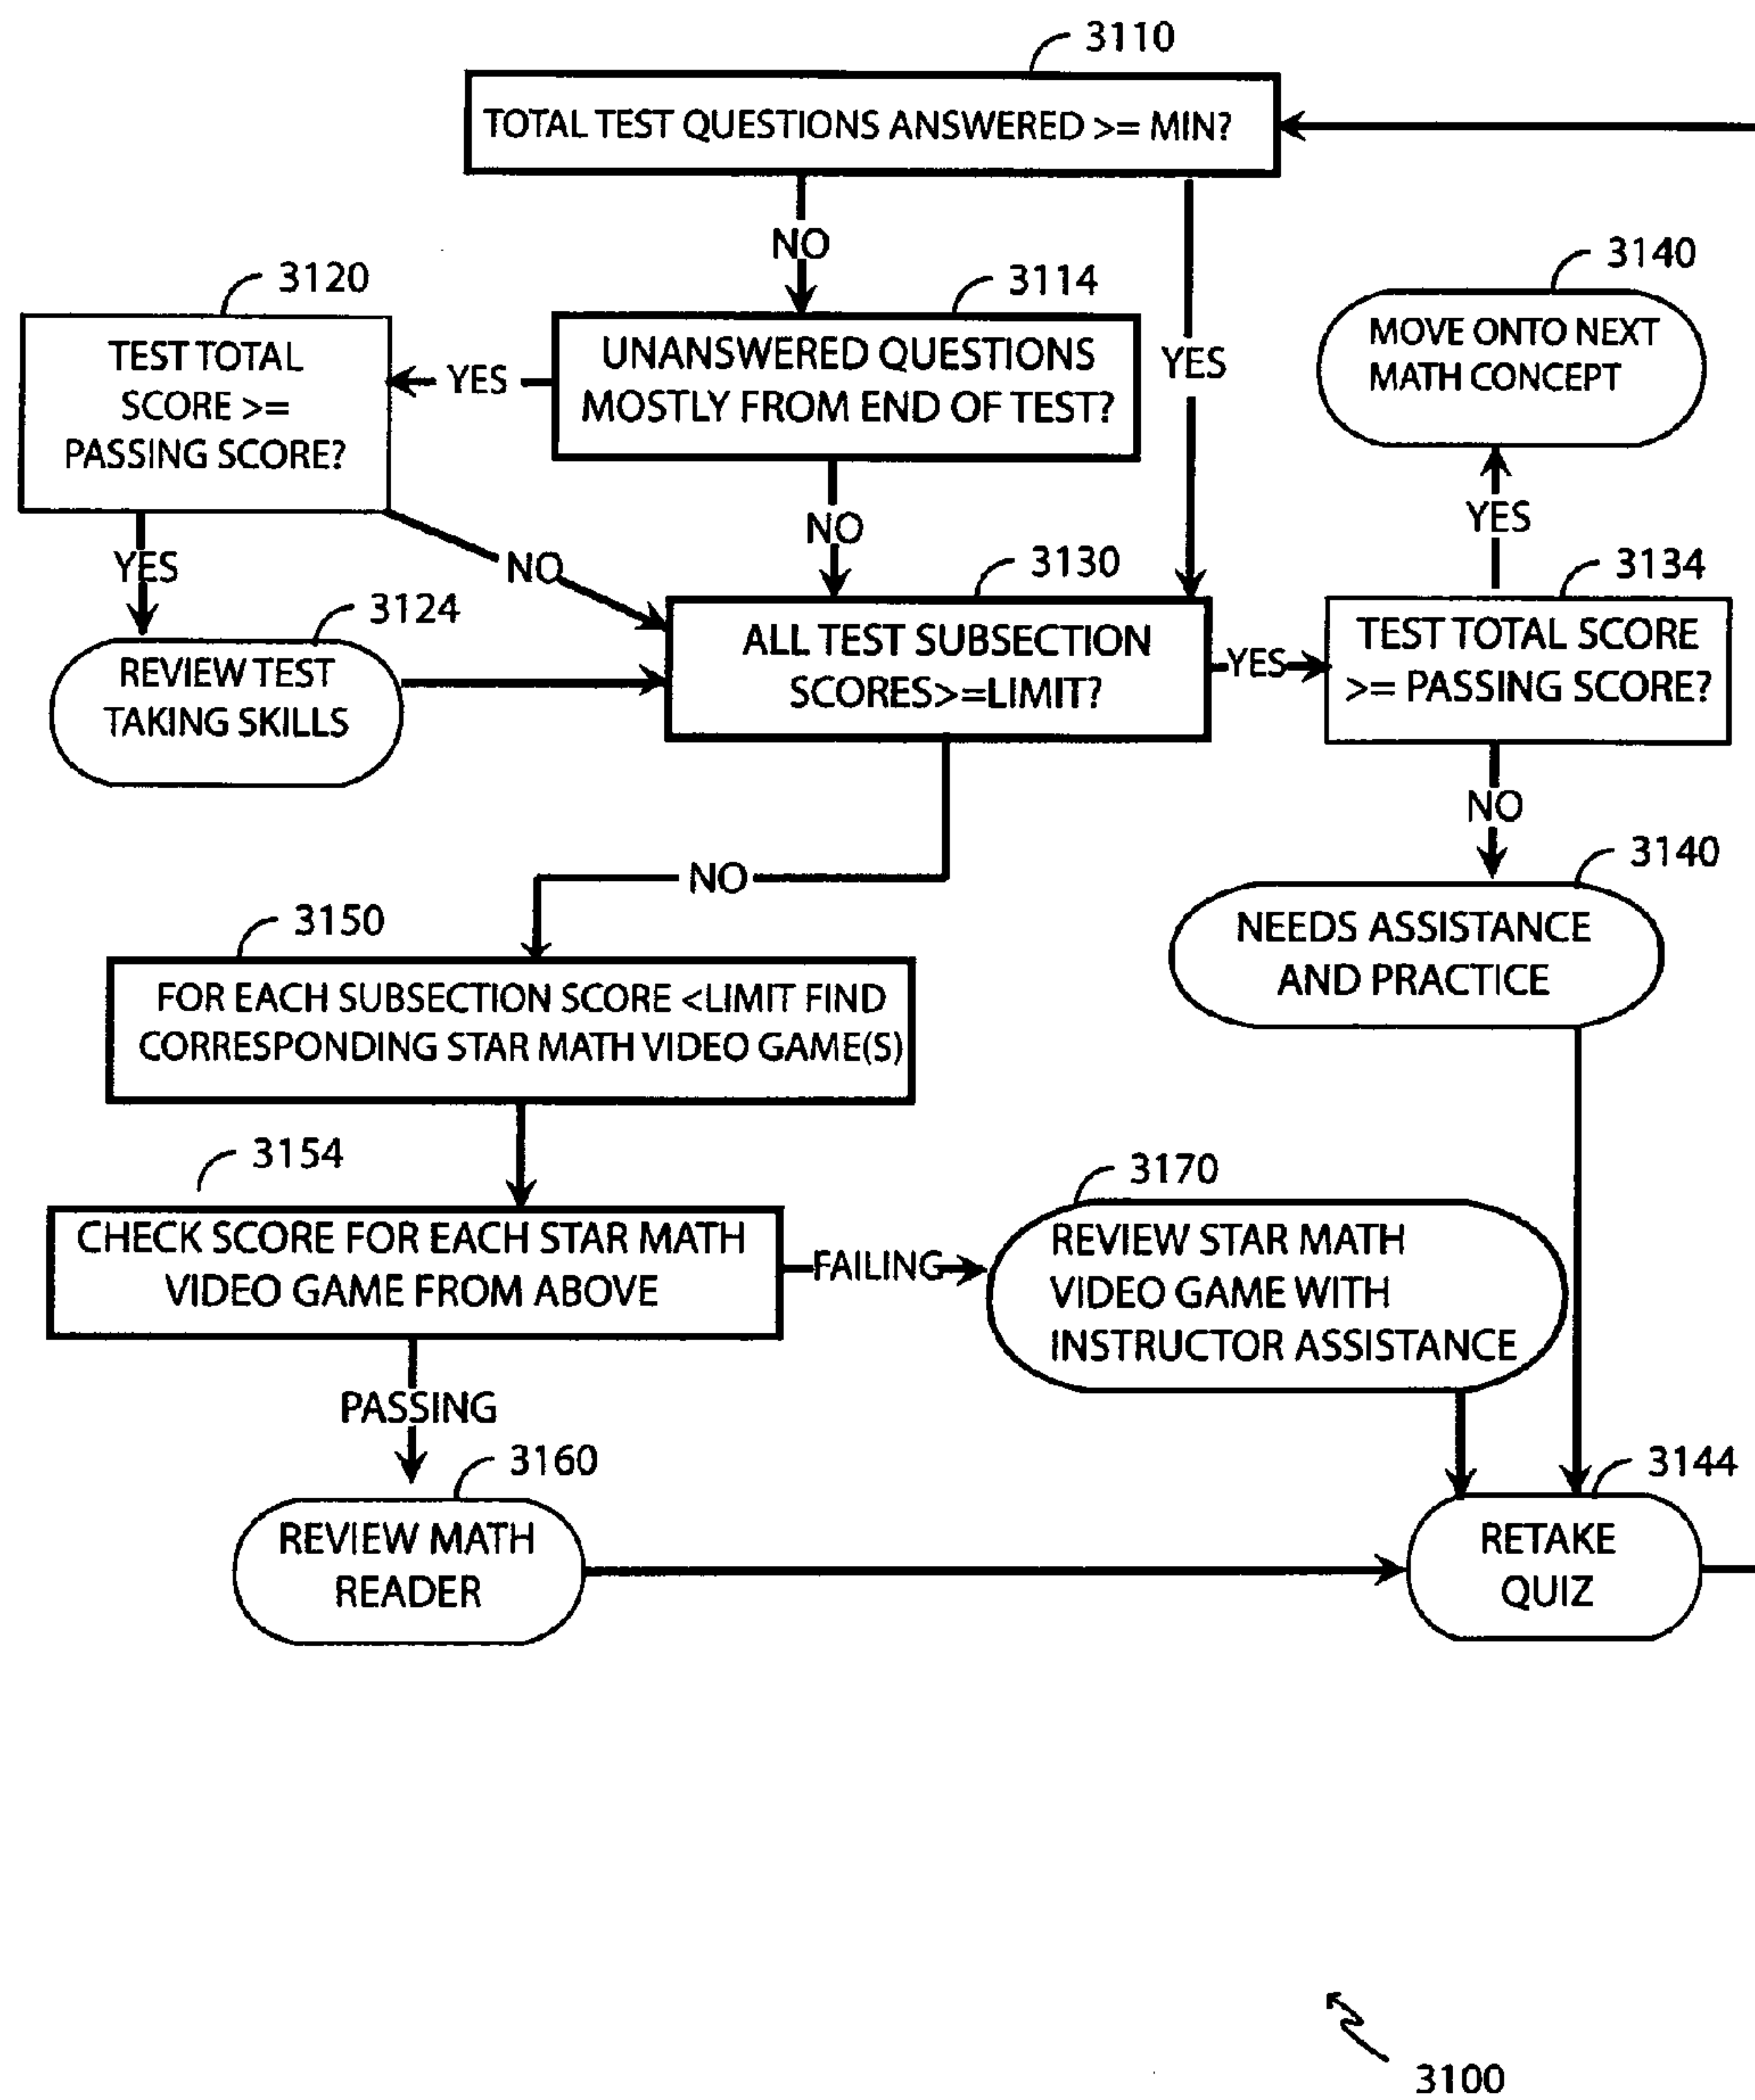 3110
TOTAL TEST QUESTIONS ANSWERED >= MIN?
NO
YES
3120
TEST TOTAL
SCORE >=
PASSING SCORE?
YES
3114
UNANSWERED QUESTIONS
MOSTLY FROM END OF TEST?
3140
MOVE ONTO NEXT
MATH CONCEPT
YES
YES
NO
NO
3124
REVIEW TEST
TAKING SKILLS
3130
ALL TEST SUBSECTION
SCORES>=LIMIT?
YES
3134
TEST TOTAL SCORE
>= PASSING SCORE?
NO
NO
3140
NEEDS ASSISTANCE
AND PRACTICE
3150
FOR EACH SUBSECTION SCORE <LIMIT FIND
CORRESPONDING STAR MATH VIDEO GAME(S)
3154
CHECK SCORE FOR EACH STAR MATH
VIDEO GAME FROM ABOVE
FAILING
3170
REVIEW STAR MATH
VIDEO GAME WITH
INSTRUCTOR ASSISTANCE
PASSING
3160
REVIEW MATH
READER
3144
RETAKE
QUIZ
3100